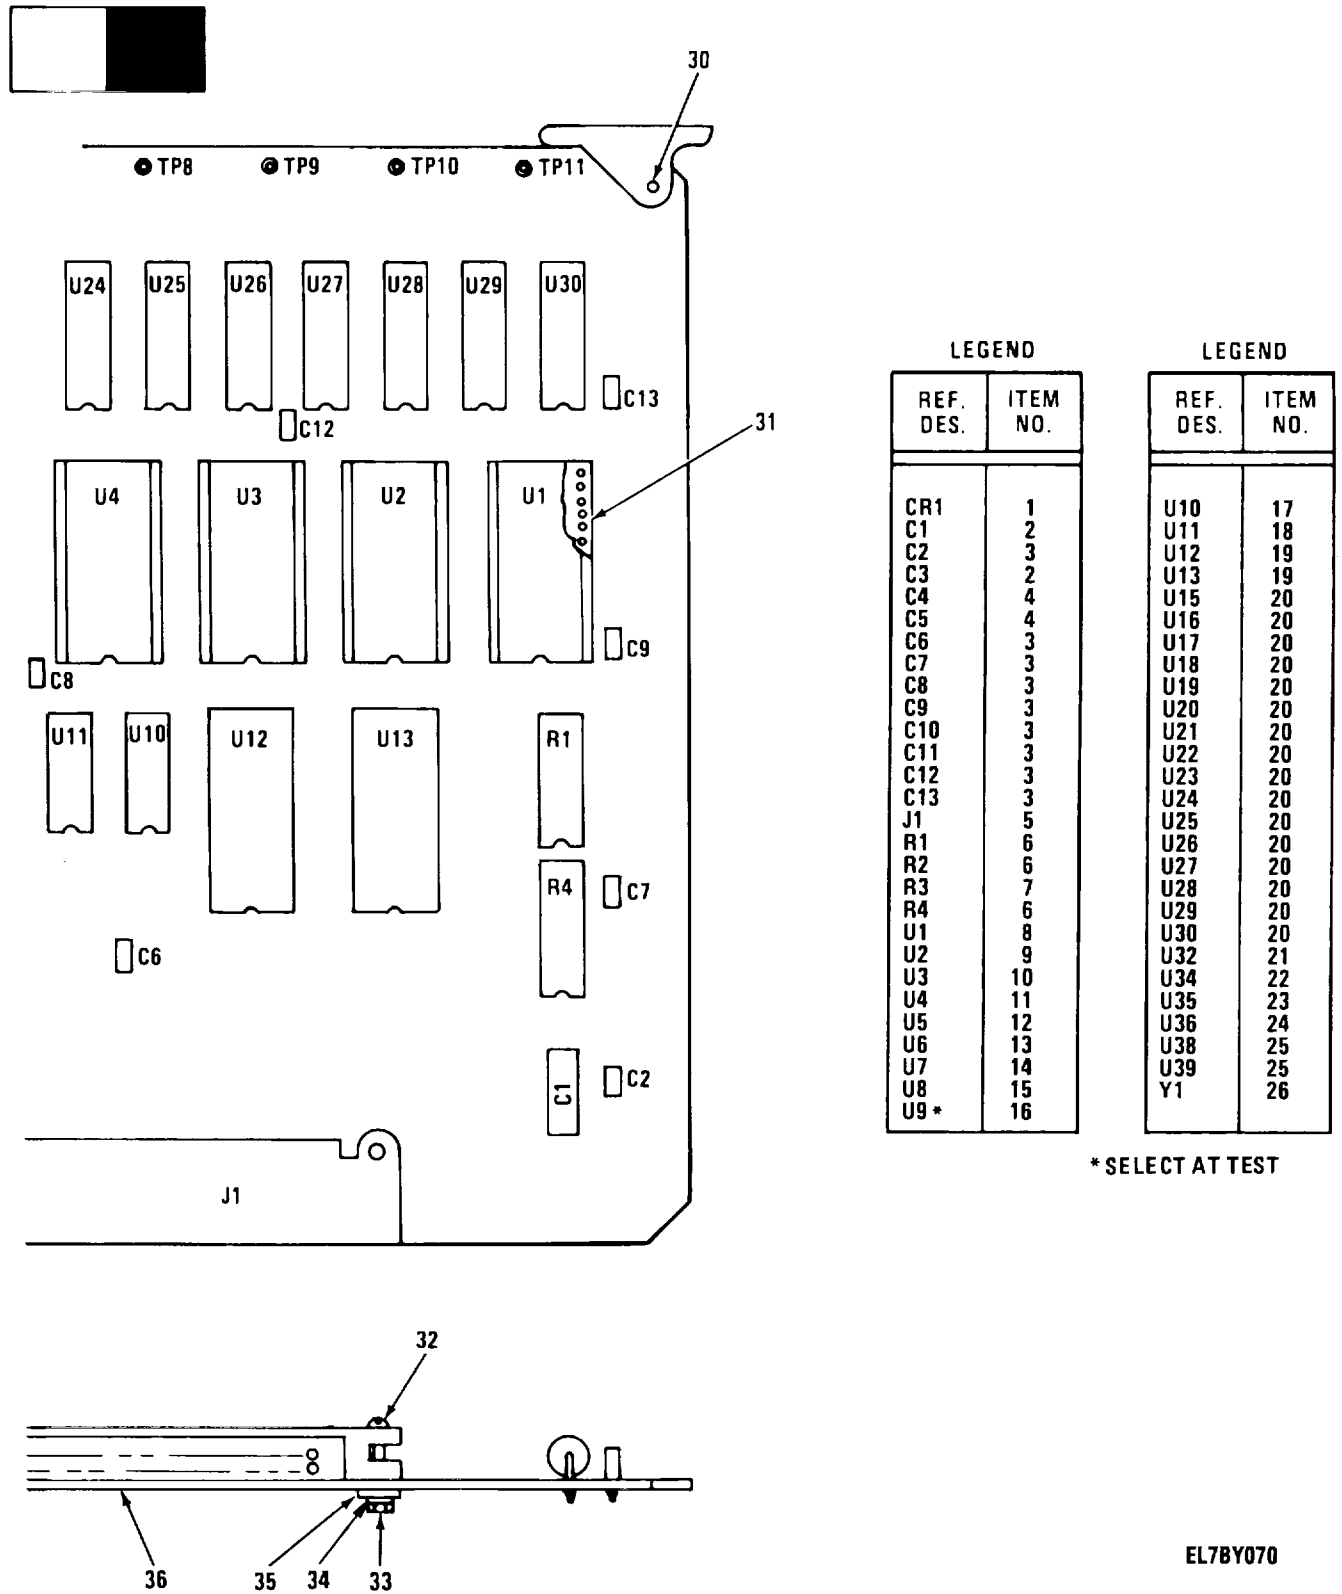 30
TP8 TP9 TP10 TP11
U24 U25 U26 U27 U28 U29 U30
C13
C12
31
U4 U3 U2 U1
C9
C8
U11 U10 U12 U13 R1
R4 C7
C6
C1 C2
J1
32
36 35 34 33
LEGEND
REF. ITEM
DES. NO.
CR1 1
C1 2
C2 3
C3 2
C4 4
C5 4
C6 3
C7 3
C8 3
C9 3
C10 3
C11 3
C12 3
C13 3
J1 5
R1 6
R2 6
R3 7
R4 6
U1 8
U2 9
U3 10
U4 11
U5 12
U6 13
U7 14
U8 15
U9 * 16
LEGEND
REF. ITEM
DES. NO.
U10 17
U11 18
U12 19
U13 19
U15 20
U16 20
U17 20
U18 20
U19 20
U20 20
U21 20
U22 20
U23 20
U24 20
U25 20
U26 20
U27 20
U28 20
U29 20
U30 20
U32 21
U34 22
U35 23
U36 24
U38 25
U39 25
Y1 26
* SELECT AT TEST
EL7BY070